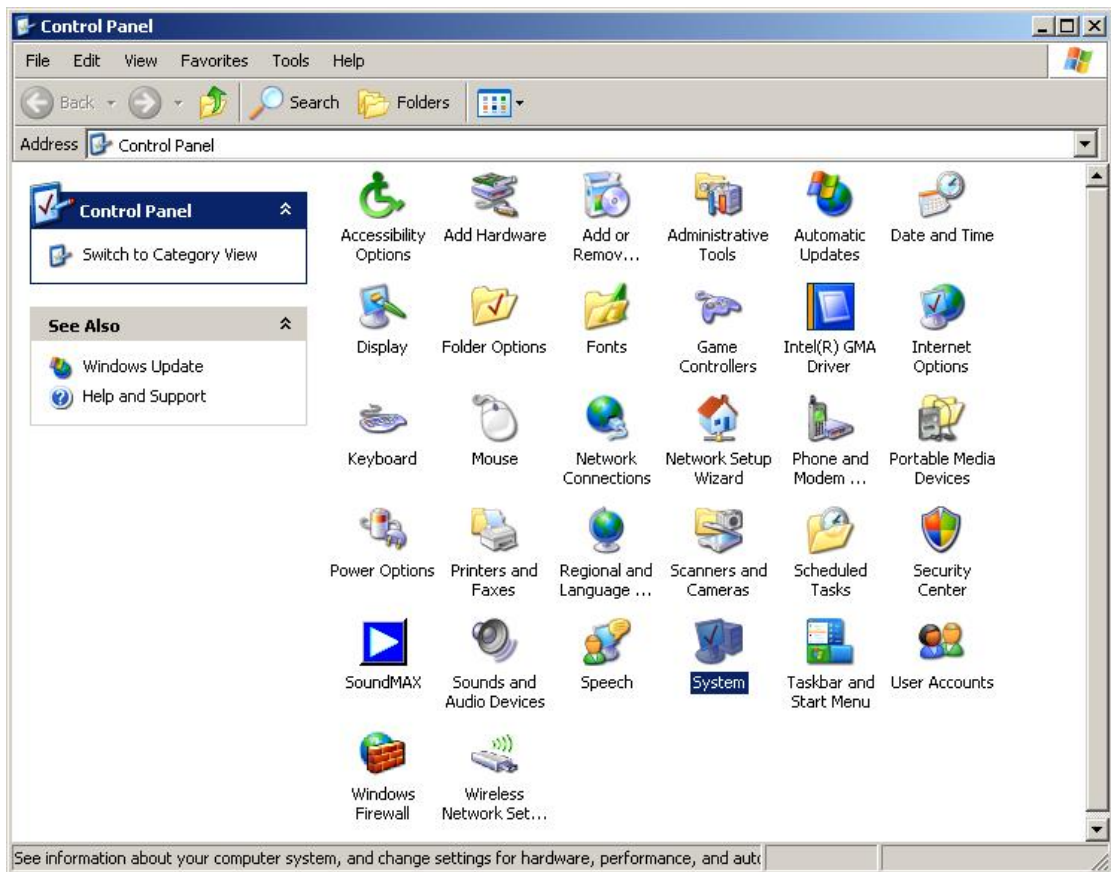 Control Panel
File Edit View Favorites Tools Help
Back Search Folders
Address Control Panel
Control Panel
Switch to Category View
See Also
Windows Update
Help and Support
Accessibility Options
Add Hardware
Add or Remov...
Administrative Tools
Automatic Updates
Date and Time
Display
Folder Options
Fonts
Game Controllers
Intel(R) GMA Driver
Internet Options
Keyboard
Mouse
Network Connections
Network Setup Wizard
Phone and Modem ...
Portable Media Devices
Power Options
Printers and Faxes
Regional and Language ...
Scanners and Cameras
Scheduled Tasks
Security Center
SoundMAX
Sounds and Audio Devices
Speech
System
Taskbar and Start Menu
User Accounts
Windows Firewall
Wireless Network Set...
See information about your computer system, and change settings for hardware, performance, and aut